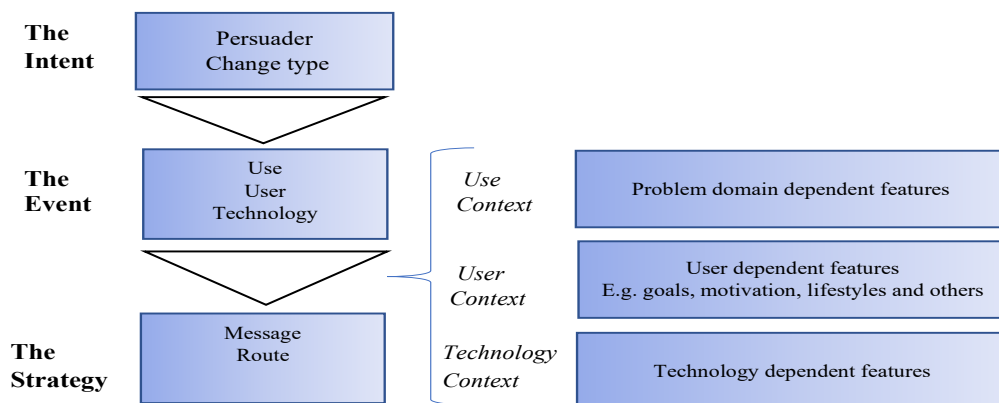 The
Intent
Persuader
Change type
The
Event
Use
User
Technology
Use
Context
Problem domain dependent features
User
Context
User dependent features
E.g. goals, motivation, lifestyles and others
The
Strategy
Message
Route
Technology
Context
Technology dependent features